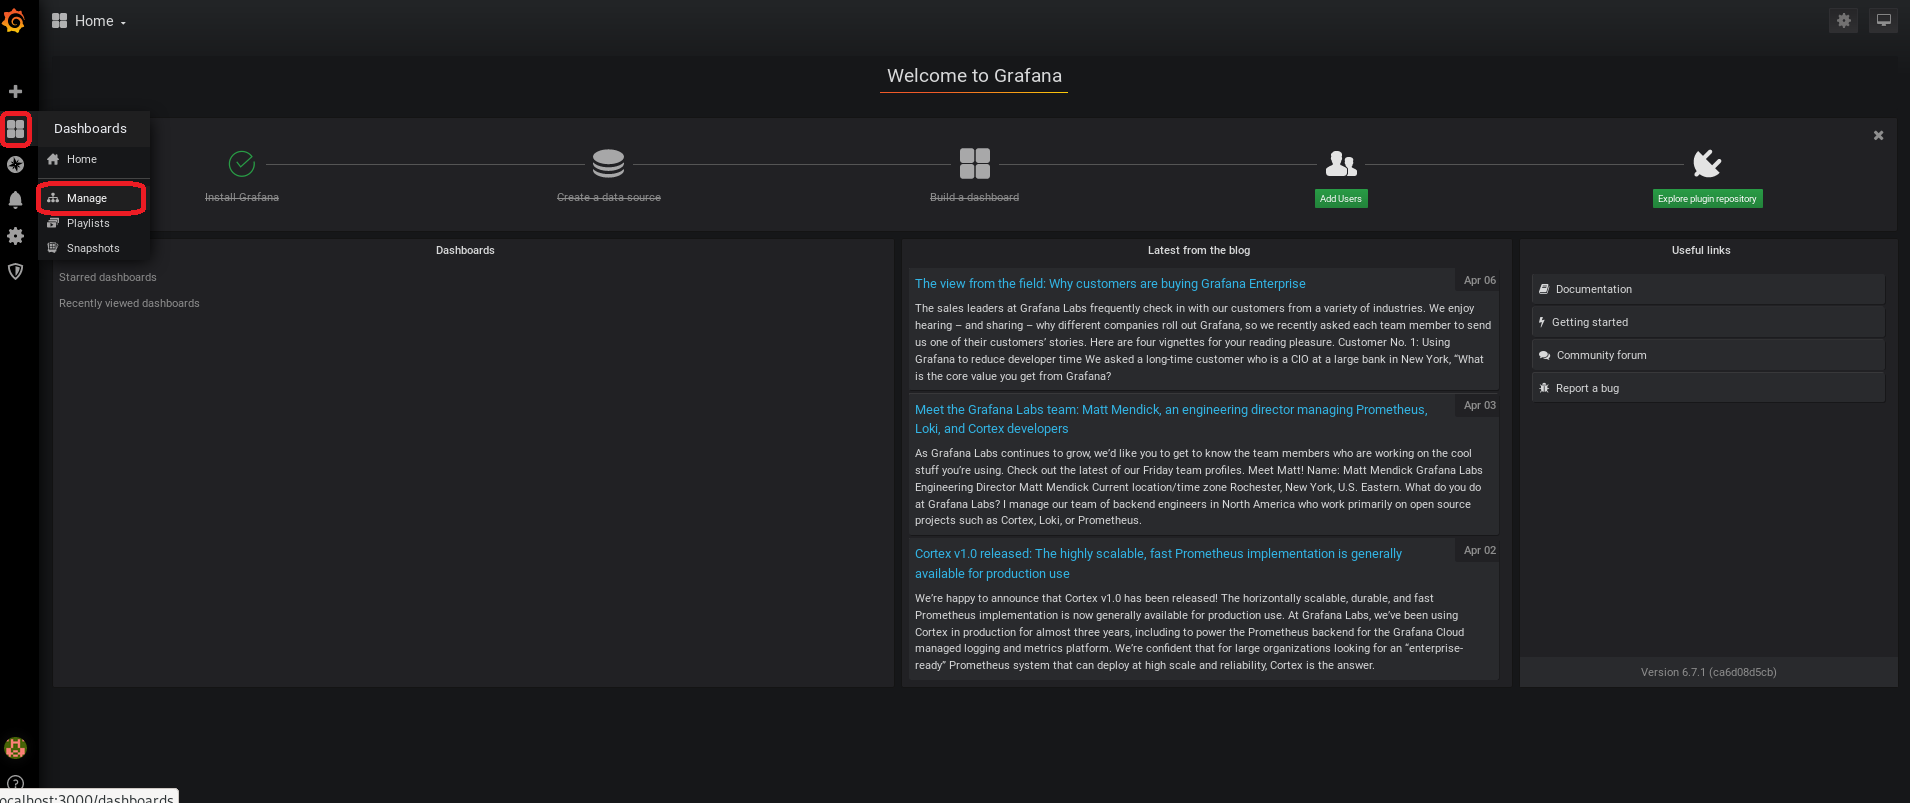 Home
Welcome to Grafana
Dashboards
Home
Manage
Playlists
Snapshots
Install Grafana
Create a data source
Build a dashboard
Add Users
Explore plugin repository
Dashboards
Starred dashboards
Recently viewed dashboards
Latest from the blog
The view from the field: Why customers are buying Grafana Enterprise
Apr 06
The sales leaders at Grafana Labs frequently check in with our customers from a variety of industries. We enjoy
hearing – and sharing – why different companies roll out Grafana, so we recently asked each team member to send
us one of their customers’ stories. Here are four vignettes for your reading pleasure. Customer No. 1: Using
Grafana to reduce developer time We asked a long-time customer who is a CIO at a large bank in New York, “What
is the core value you get from Grafana?
Meet the Grafana Labs team: Matt Mendick, an engineering director managing Prometheus,
Loki, and Cortex developers
Apr 03
As Grafana Labs continues to grow, we’d like you to get to know the team members who are working on the cool
stuff you’re using. Check out the latest of our Friday team profiles. Meet Matt! Name: Matt Mendick Grafana Labs
Engineering Director Matt Mendick Current location/time zone Rochester, New York, U.S. Eastern. What do you do
at Grafana Labs? I manage our team of backend engineers in North America who work primarily on open source
projects such as Cortex, Loki, or Prometheus.
Cortex v1.0 released: The highly scalable, fast Prometheus implementation is generally
available for production use
Apr 02
We’re happy to announce that Cortex v1.0 has been released! The horizontally scalable, durable, and fast
Prometheus implementation is now generally available for production use. At Grafana Labs, we’ve been using
Cortex in production for almost three years, including to power the Prometheus backend for the Grafana Cloud
managed logging and metrics platform. We’re confident that for large organizations looking for an “enterprise-
ready” Prometheus system that can deploy at high scale and reliability, Cortex is the answer.
Useful links
Documentation
Getting started
Community forum
Report a bug
Version 6.7.1 (ca6d08d5cb)
ocalhost:3000/dashboards